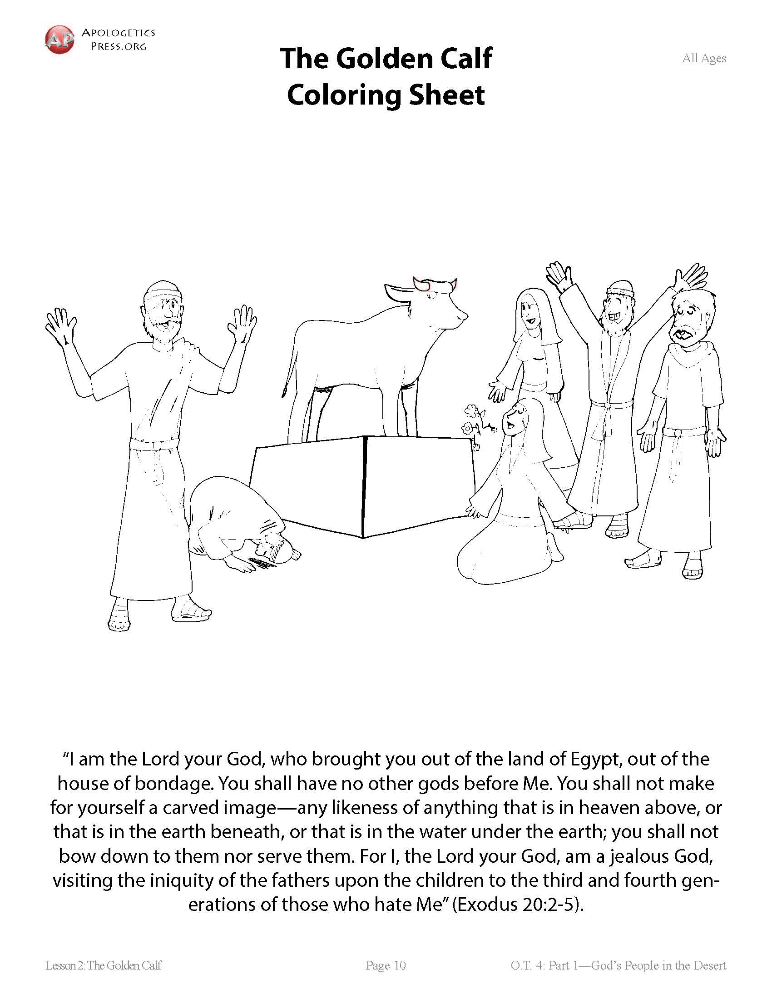 AP
APOLOGETICS
PRESS.ORG
The Golden Calf
Coloring Sheet
All Ages
“I am the Lord your God, who brought you out of the land of Egypt, out of the
house of bondage. You shall have no other gods before Me. You shall not make
for yourself a carved image—any likeness of anything that is in heaven above, or
that is in the earth beneath, or that is in the water under the earth; you shall not
bow down to them nor serve them. For I, the Lord your God, am a jealous God,
visiting the iniquity of the fathers upon the children to the third and fourth gen-
erations of those who hate Me” (Exodus 20:2-5).
Lesson 2: The Golden Calf
Page 10
O.T. 4: Part 1—God’s People in the Desert